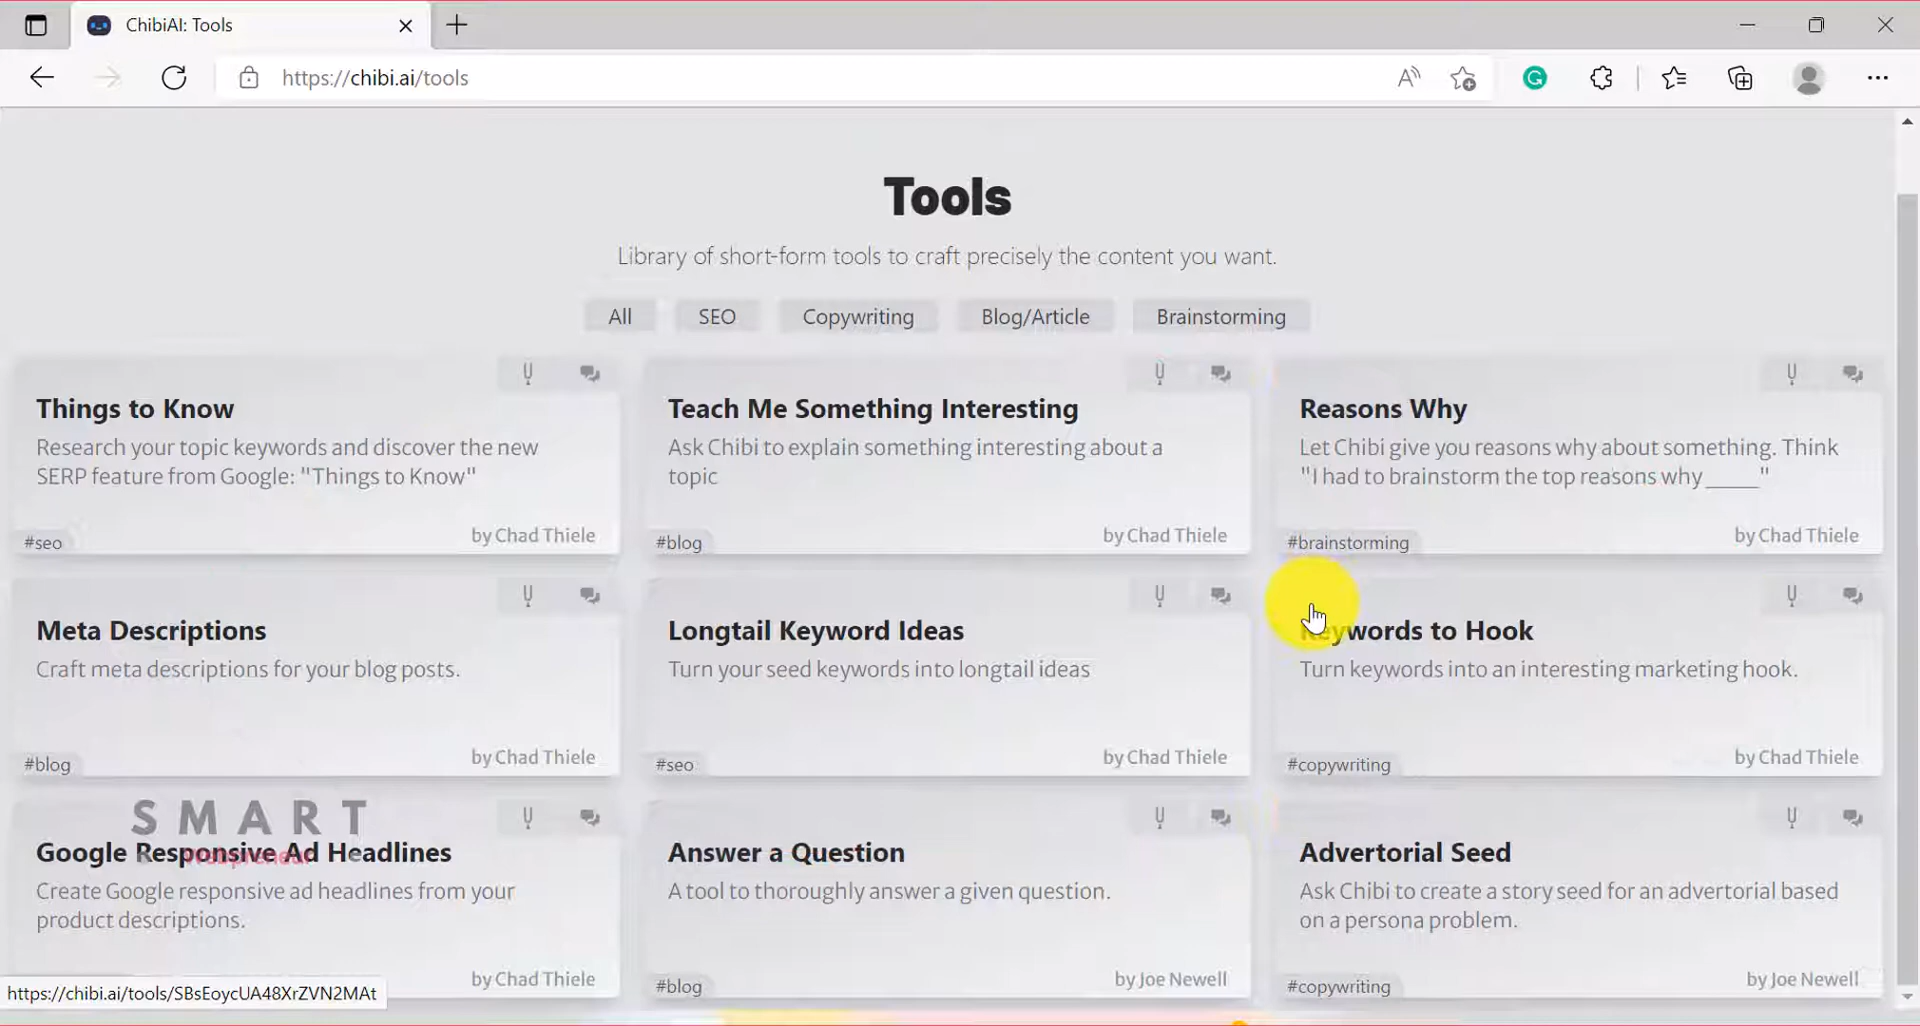 ChibiAI: Tools
https://chibi.ai/tools
Tools
Library of short-form tools to craft precisely the content you want.
All SEO Copywriting Blog/Article Brainstorming
Things to Know
Research your topic keywords and discover the new
SERP feature from Google: "Things to Know"
by Chad Thiele
#seo
Teach Me Something Interesting
Ask Chibi to explain something interesting about a
topic
by Chad Thiele
#blog
Reasons Why
Let Chibi give you reasons why about something. Think
"I had to brainstorm the top reasons why _____"
by Chad Thiele
#brainstorming
Meta Descriptions
Craft meta descriptions for your blog posts.
by Chad Thiele
#blog
Longtail Keyword Ideas
Turn your seed keywords into longtail ideas
by Chad Thiele
#seo
Keywords to Hook
Turn keywords into an interesting marketing hook.
by Chad Thiele
#copywriting
SMART
Webpreneur
Google Responsive Ad Headlines
Create Google responsive ad headlines from your
product descriptions.
by Chad Thiele
Answer a Question
A tool to thoroughly answer a given question.
by Joe Newell
#blog
Advertorial Seed
Ask Chibi to create a story seed for an advertorial based
on a persona problem.
by Joe Newell
#copywriting
https://chibi.ai/tools/SBsEoycUA48XrZVN2MAt